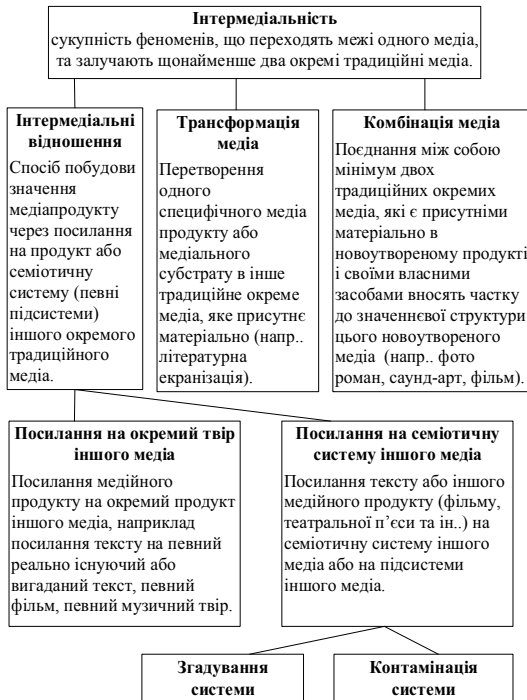 Інтермедіальність
сукупність феноменів, що переходять межі одного медіа,
та залучають щонайменше два окремі традиційні медіа.
Інтермедіальні
відношення
Спосіб побудови
значення
медіапродукту
через посилання
на продукт або
семіотичну
систему (певні
підсистеми)
іншого окремого
традиційного
медіа.
Трансформація
медіа
Перетворення
одного
специфічного медіа
продукту або
медіального
субстрату в інше
традиційне окреме
медіа, яке присутнє
матеріально (напр..
літературна
екранізація).
Комбінація медіа
Поєднання між собою
мінімум двох
традиційних окремих
медіа, які є присутніми
матеріально в
новоутвореному продукті
і своїми власними
засобами вносять частку
до значеннєвої структури
цього новоутвореного
медіа (напр.. фото
роман, саунд-арт, фільм).
Посилання на окремий твір
іншого медіа
Посилання медійного
продукту на окремий продукт
іншого медіа, наприклад
посилання тексту на певний
реально існуючий або
вигаданий текст, певний
фільм, певний музичний твір.
Посилання на семіотичну
систему іншого медіа
Посилання тексту або іншого
медійного продукту (фільму,
театральної п’єси та ін..) на
семіотичну систему іншого
медіа або на підсистеми
іншого медіа.
Згадування
системи
Контамінація
системи